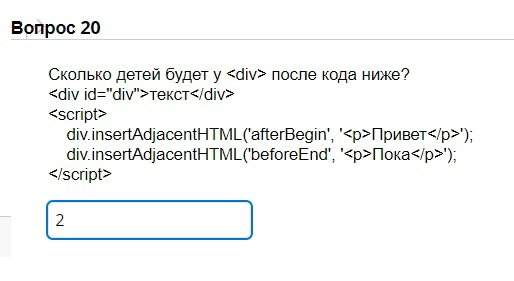 Вопрос 20
Сколько детей будет у <div> после кода ниже?
<div id="div">текст</div>
<script>
div.insertAdjacentHTML('afterBegin', '<p>Привет</p>');
div.insertAdjacentHTML('beforeEnd', '<p>Пока</p>');
</script>
2